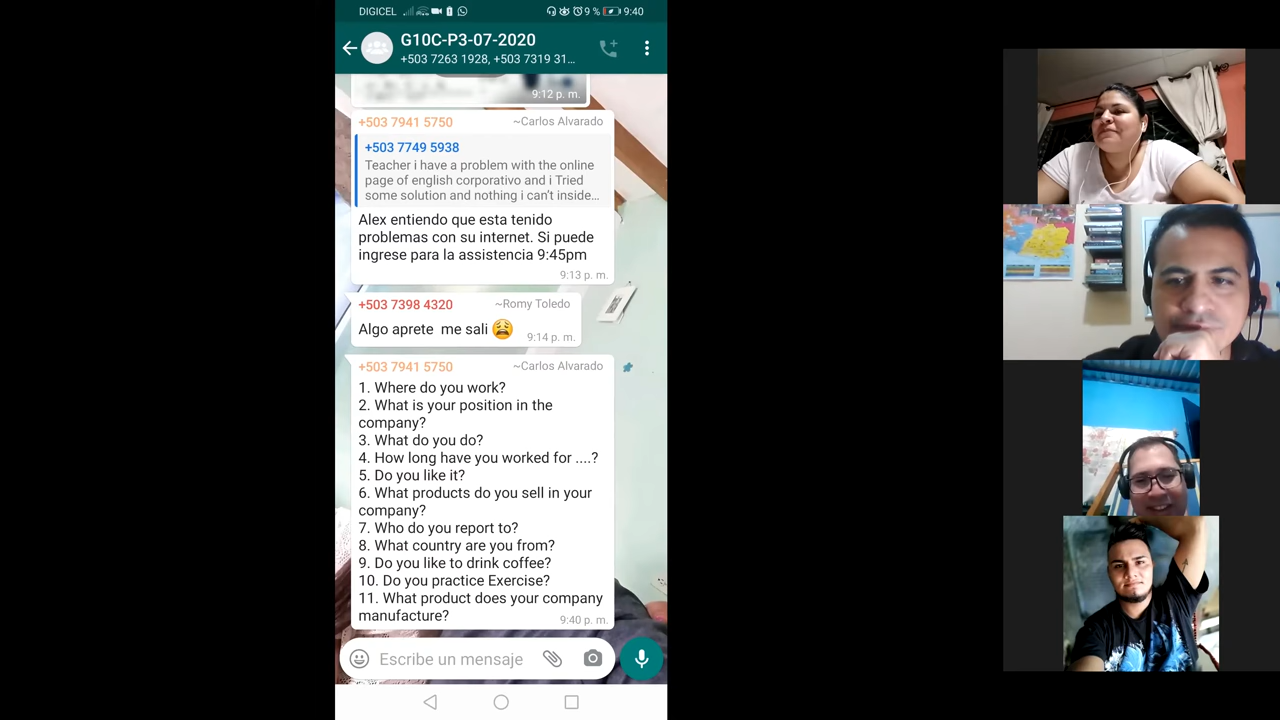 DIGICEL
9 %
9:40
G10C-P3-07-2020
+503 7263 1928, +503 7319 31...
9:12 p. m.
+503 7941 5750 ~Carlos Alvarado
+503 7749 5938
Teacher i have a problem with the online
page of english corporativo and i Tried
some solution and nothing i can't inside...
Alex entiendo que esta tenido
problemas con su internet. Si puede
ingrese para la assistencia 9:45pm
9:13 p. m.
+503 7398 4320 ~Romy Toledo
Algo aprete me sali 😩
9:14 p. m.
+503 7941 5750 ~Carlos Alvarado
1. Where do you work?
2. What is your position in the
company?
3. What do you do?
4. How long have you worked for ....?
5. Do you like it?
6. What products do you sell in your
company?
7. Who do you report to?
8. What country are you from?
9. Do you like to drink coffee?
10. Do you practice Exercise?
11. What product does your company
manufacture?
9:40 p. m.
Escribe un mensaje